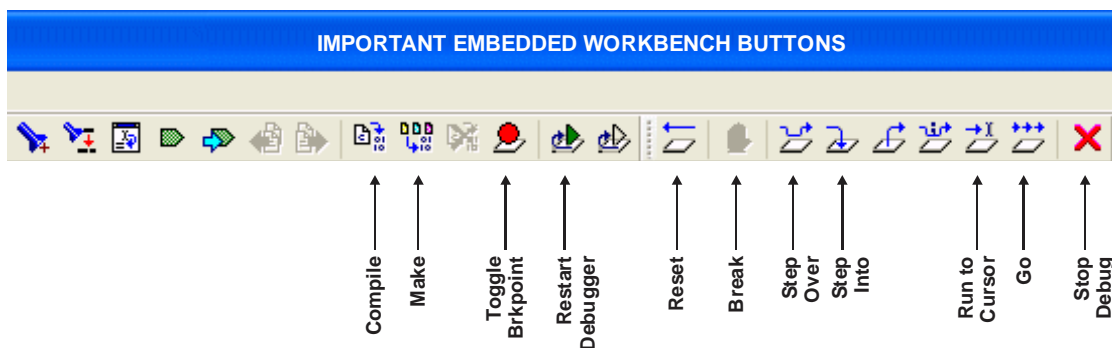 IMPORTANT EMBEDDED WORKBENCH BUTTONS
Compile
Make
Toggle
Brkpoint
Restart
Debugger
Reset
Break
Step
Over
Step
Into
Run to
Cursor
Go
Stop
Debug